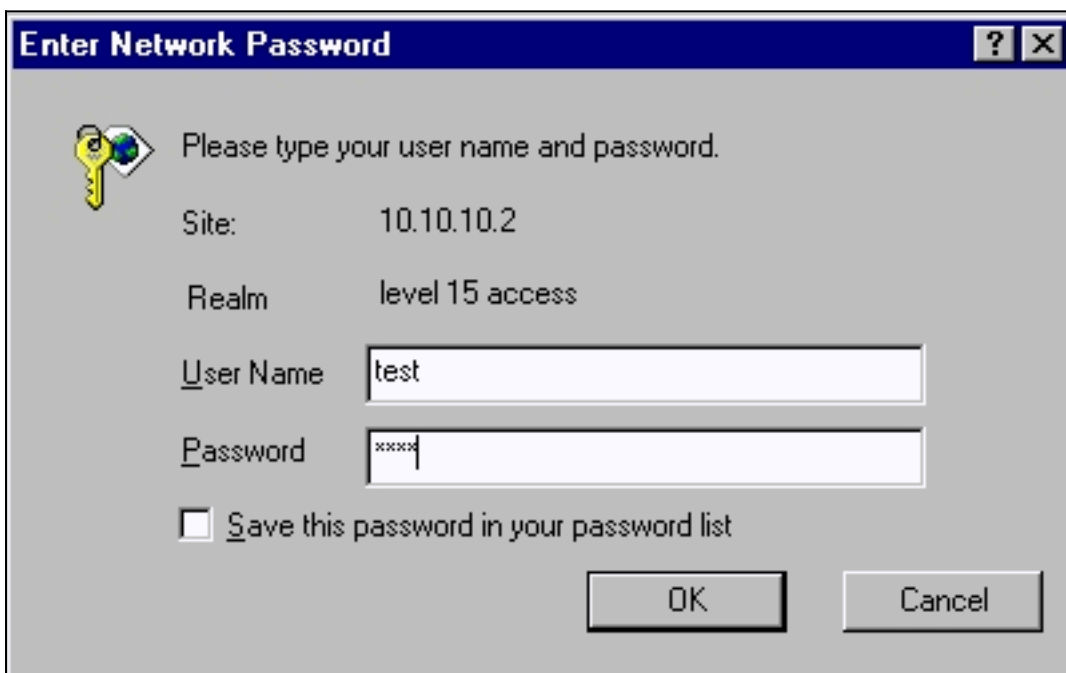 Enter Network Password
Please type your user name and password.
Site: 10.10.10.2
Realm level 15 access
User Name test
Password xxxx
Save this password in your password list
OK Cancel